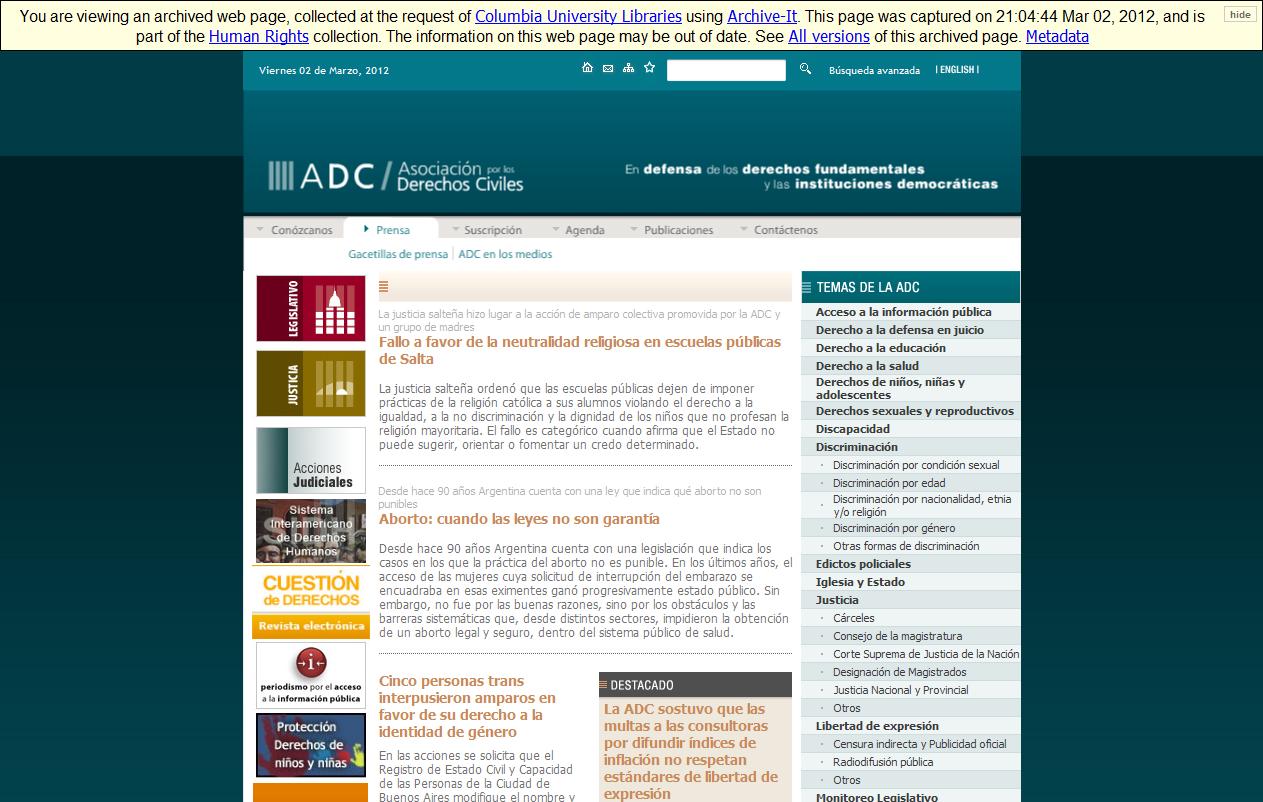 You are viewing an archived web page, collected at the request of Columbia University Libraries using Archive-It. This page was captured on 21:04:44 Mar 02, 2012, and is
part of the Human Rights collection. The information on this web page may be out of date. See All versions of this archived page. Metadata
hide
Viernes 02 de Marzo, 2012
Búsqueda avanzada
| ENGLISH |
ADC / Asociación por los
Derechos Civiles
En defensa de los derechos fundamentales
y las instituciones democráticas
Conózcanos
Prensa
Suscripción
Agenda
Publicaciones
Contáctenos
Gacetillas de prensa
ADC en los medios
LEGISLATIVO
JUSTICIA
Acciones
Judiciales
Sistema
Interamericano
de Derechos
Humanos
CUESTIÓN
de DERECHOS
Revista electrónica
i
periodismo por el acceso
a la información pública
Protección
Derechos de
niños y niñas
La justicia salteña hizo lugar a la acción de amparo colectiva promovida por la ADC y
un grupo de madres
Fallo a favor de la neutralidad religiosa en escuelas públicas
de Salta
La justicia salteña ordenó que las escuelas públicas dejen de imponer
prácticas de la religión católica a sus alumnos violando el derecho a la
igualdad, a la no discriminación y la dignidad de los niños que no profesan la
religión mayoritaria. El fallo es categórico cuando afirma que el Estado no
puede sugerir, orientar o fomentar un credo determinado.
Desde hace 90 años Argentina cuenta con una ley que indica qué aborto no son
punibles
Aborto: cuando las leyes no son garantía
Desde hace 90 años Argentina cuenta con una legislación que indica los
casos en los que la práctica del aborto no es punible. En los últimos años, el
acceso de las mujeres cuya solicitud de interrupción del embarazo se
encuadraba en esas eximentes ganó progresivamente estado público. Sin
embargo, no fue por las buenas razones, sino por los obstáculos y las
barreras sistemáticas que, desde distintos sectores, impidieron la obtención
de un aborto legal y seguro, dentro del sistema público de salud.
Cinco personas trans
interpusieron amparos en
favor de su derecho a la
identidad de género
En las acciones se solicita que el
Registro de Estado Civil y Capacidad
de las Personas de la Ciudad de
Buenos Aires modifique el nombre y
DESTACADO
La ADC sostuvo que las
multas a las consultoras
por difundir índices de
inflación no respetan
estándares de libertad de
expresión
TEMAS DE LA ADC
Acceso a la información pública
Derecho a la defensa en juicio
Derecho a la educación
Derecho a la salud
Derechos de niños, niñas y
adolescentes
Derechos sexuales y reproductivos
Discapacidad
Discriminación
· Discriminación por condición sexual
· Discriminación por edad
· Discriminación por nacionalidad, etnia
y/o religión
· Discriminación por género
· Otras formas de discriminación
Edictos policiales
Iglesia y Estado
Justicia
· Cárceles
· Consejo de la magistratura
· Corte Suprema de Justicia de la Nación
· Designación de Magistrados
· Justicia Nacional y Provincial
· Otros
Libertad de expresión
· Censura indirecta y Publicidad oficial
· Radiodifusión pública
· Otros
Monitoreo Legislativo